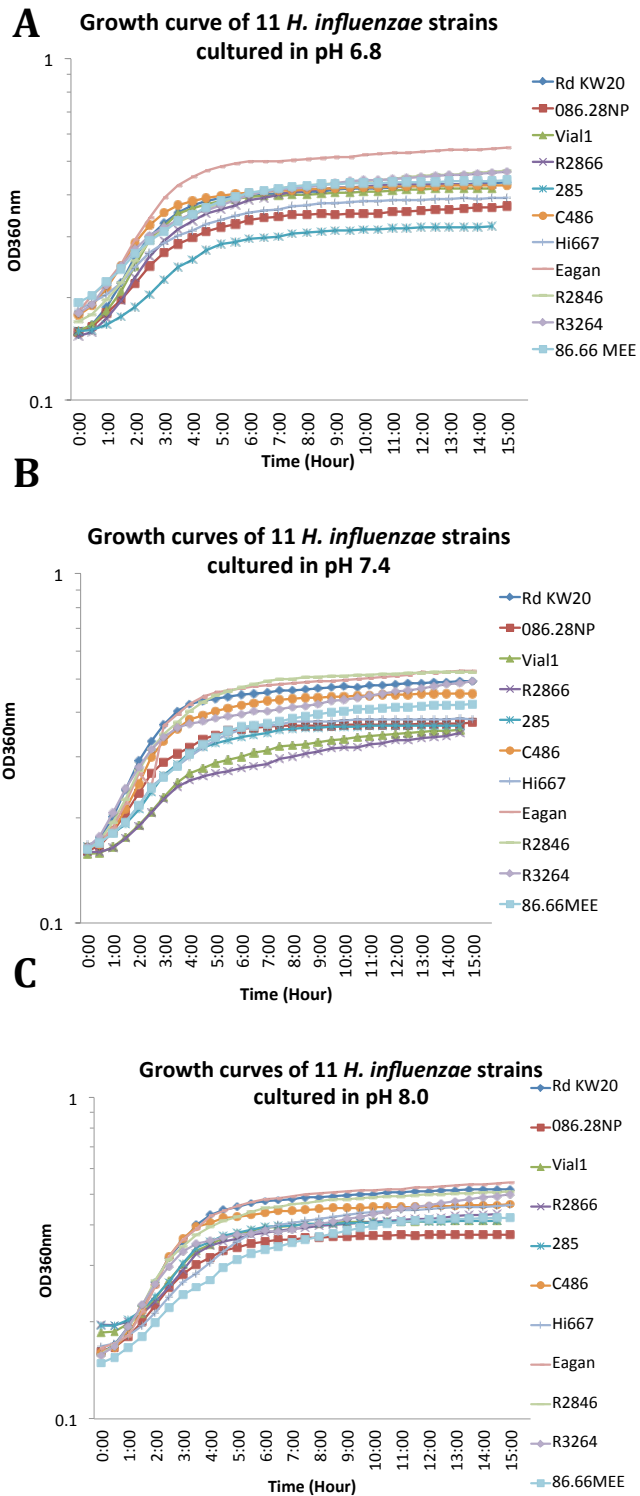 A
Growth curve of 11 H. influenzae strains
cultured in pH 6.8
1
0.1
OD360 nm
0:00
1:00
2:00
3:00
4:00
5:00
6:00
7:00
8:00
9:00
10:00
11:00
12:00
13:00
14:00
15:00
Time (Hour)
Rd KW20
086.28NP
Vial1
R2866
285
C486
Hi667
Eagan
R2846
R3264
86.66 MEE
B
Growth curves of 11 H. influenzae strains
cultured in pH 7.4
1
0.1
OD360nm
0:00
1:00
2:00
3:00
4:00
5:00
6:00
7:00
8:00
9:00
10:00
11:00
12:00
13:00
14:00
15:00
Time (Hour)
Rd KW20
086.28NP
Vial1
R2866
285
C486
Hi667
Eagan
R2846
R3264
86.66MEE
C
Growth curves of 11 H. influenzae strains
cultured in pH 8.0
1
0.1
OD360nm
0:00
1:00
2:00
3:00
4:00
5:00
6:00
7:00
8:00
9:00
10:00
11:00
12:00
13:00
14:00
15:00
Time (Hour)
Rd KW20
086.28NP
Vial1
R2866
285
C486
Hi667
Eagan
R2846
R3264
86.66MEE